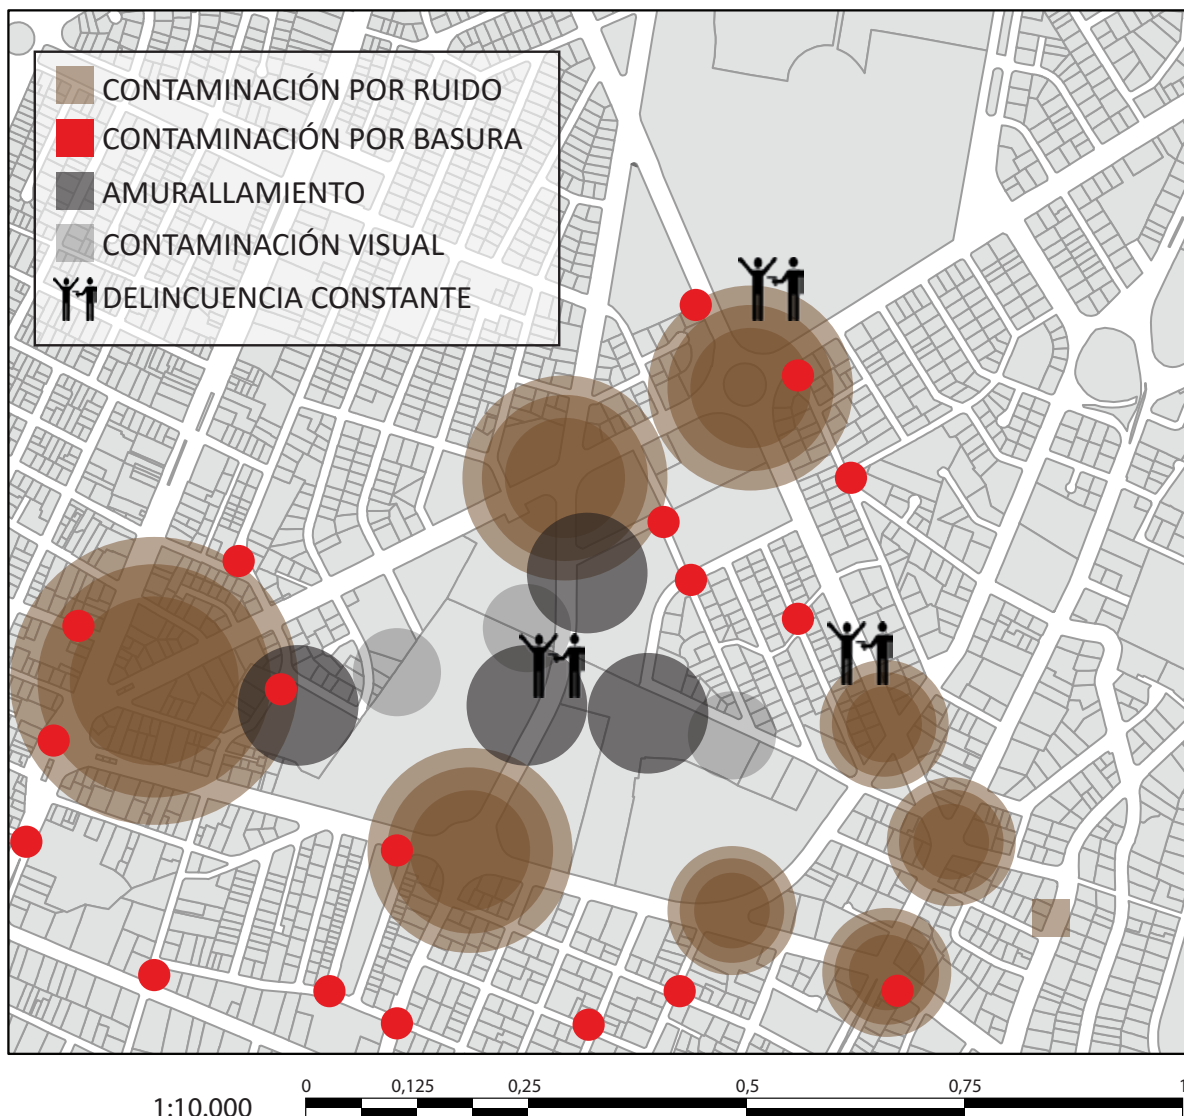 CONTAMINACIÓN POR RUIDO
CONTAMINACIÓN POR BASURA
AMURALLAMIENTO
CONTAMINACIÓN VISUAL
DELINCUENCIA CONSTANTE
0 0,125 0,25 0,5 0,75 1
1:10.000